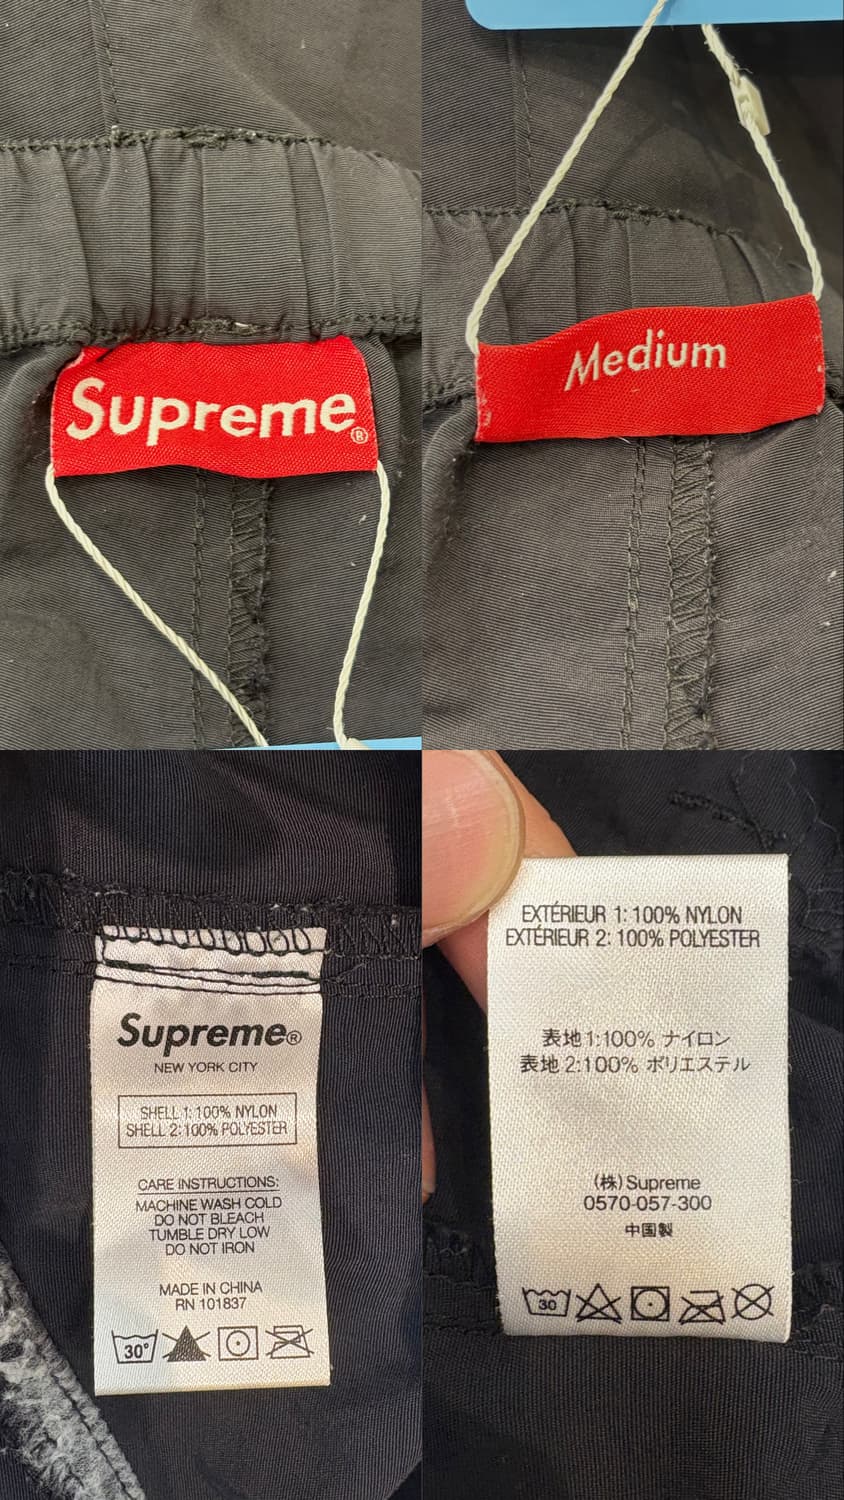 Supreme
®
Medium
Supreme®
NEW YORK CITY
SHELL 1: 100% NYLON
SHELL 2: 100% POLYESTER
CARE INSTRUCTIONS:
MACHINE WASH COLD
DO NOT BLEACH
TUMBLE DRY LOW
DO NOT IRON
MADE IN CHINA
RN 101837
30°
EXTÉRIEUR 1: 100% NYLON
EXTÉRIEUR 2: 100% POLYESTER
表地1:100% ナイロン
表地2:100% ポリエステル
(株)Supreme
0570-057-300
中国製
30